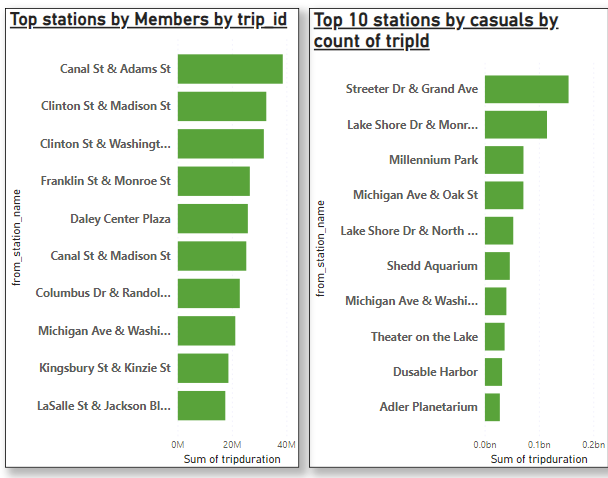 Top stations by Members by trip_id
Canal St & Adams St
Clinton St & Madison St
Clinton St & Washingt...
Franklin St & Monroe St
Daley Center Plaza
Canal St & Madison St
Columbus Dr & Randol...
Michigan Ave & Washi...
Kingsbury St & Kinzie St
LaSalle St & Jackson Bl...
from_station_name
0M 20M 40M
Sum of tripduration
Top 10 stations by casuals by
count of tripId
Streeter Dr & Grand Ave
Lake Shore Dr & Monr...
Millennium Park
Michigan Ave & Oak St
Lake Shore Dr & North ...
Shedd Aquarium
Michigan Ave & Washi...
Theater on the Lake
Dusable Harbor
Adler Planetarium
from_station_name
0.0bn 0.1bn 0.2bn
Sum of tripduration